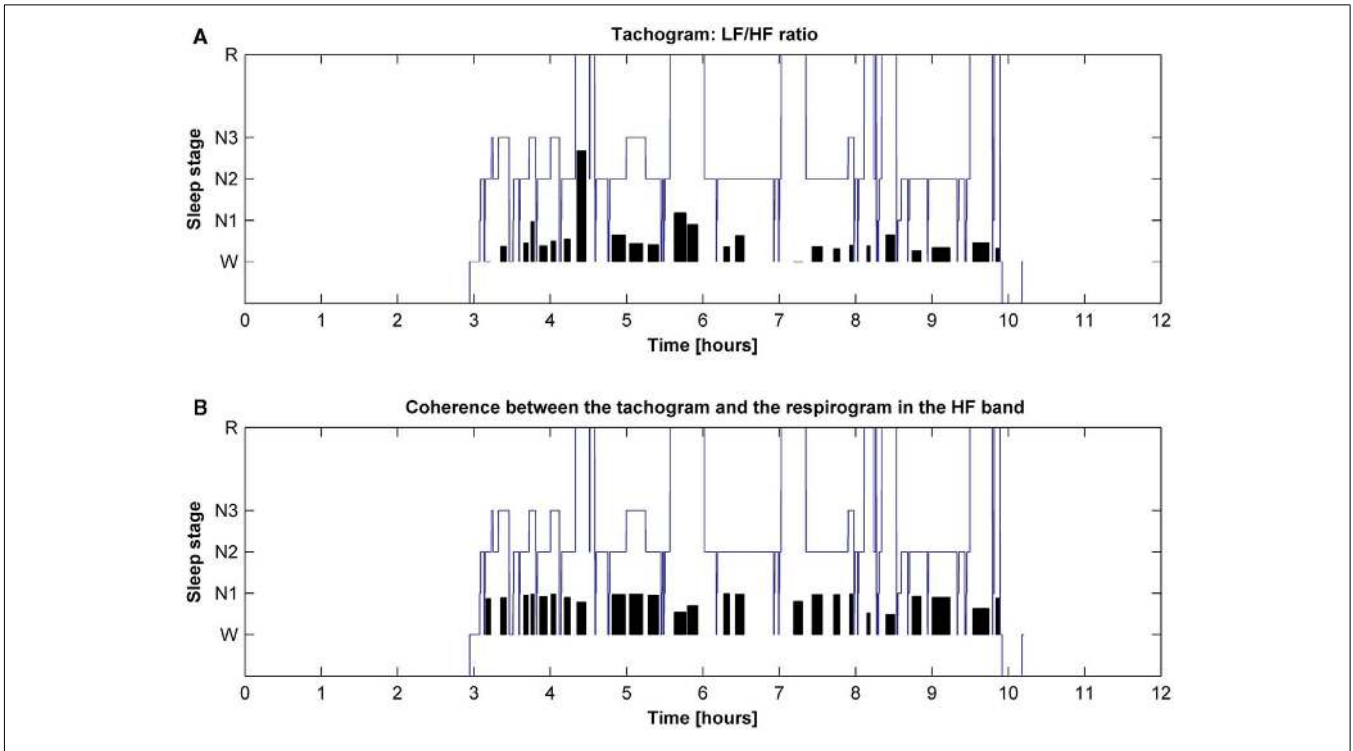 A
Tachogram: LF/HF ratio
R
N3
N2
N1
W
Sleep stage
0 1 2 3 4 5 6 7 8 9 10 11 12
Time [hours]
B
Coherence between the tachogram and the respirogram in the HF band
R
N3
N2
N1
W
Sleep stage
0 1 2 3 4 5 6 7 8 9 10 11 12
Time [hours]